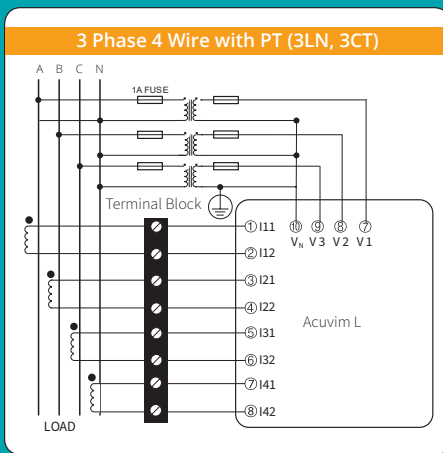 3 Phase 4 Wire with PT (3LN, 3CT)
A B C N
1A FUSE
Terminal Block
① I11
② I12
③ I21
④ I22
⑤ I31
⑥ I32
⑦ I41
⑧ I42
⑩ ⑨ ⑧ ⑦
VN V3 V2 V1
Acuvim L
LOAD